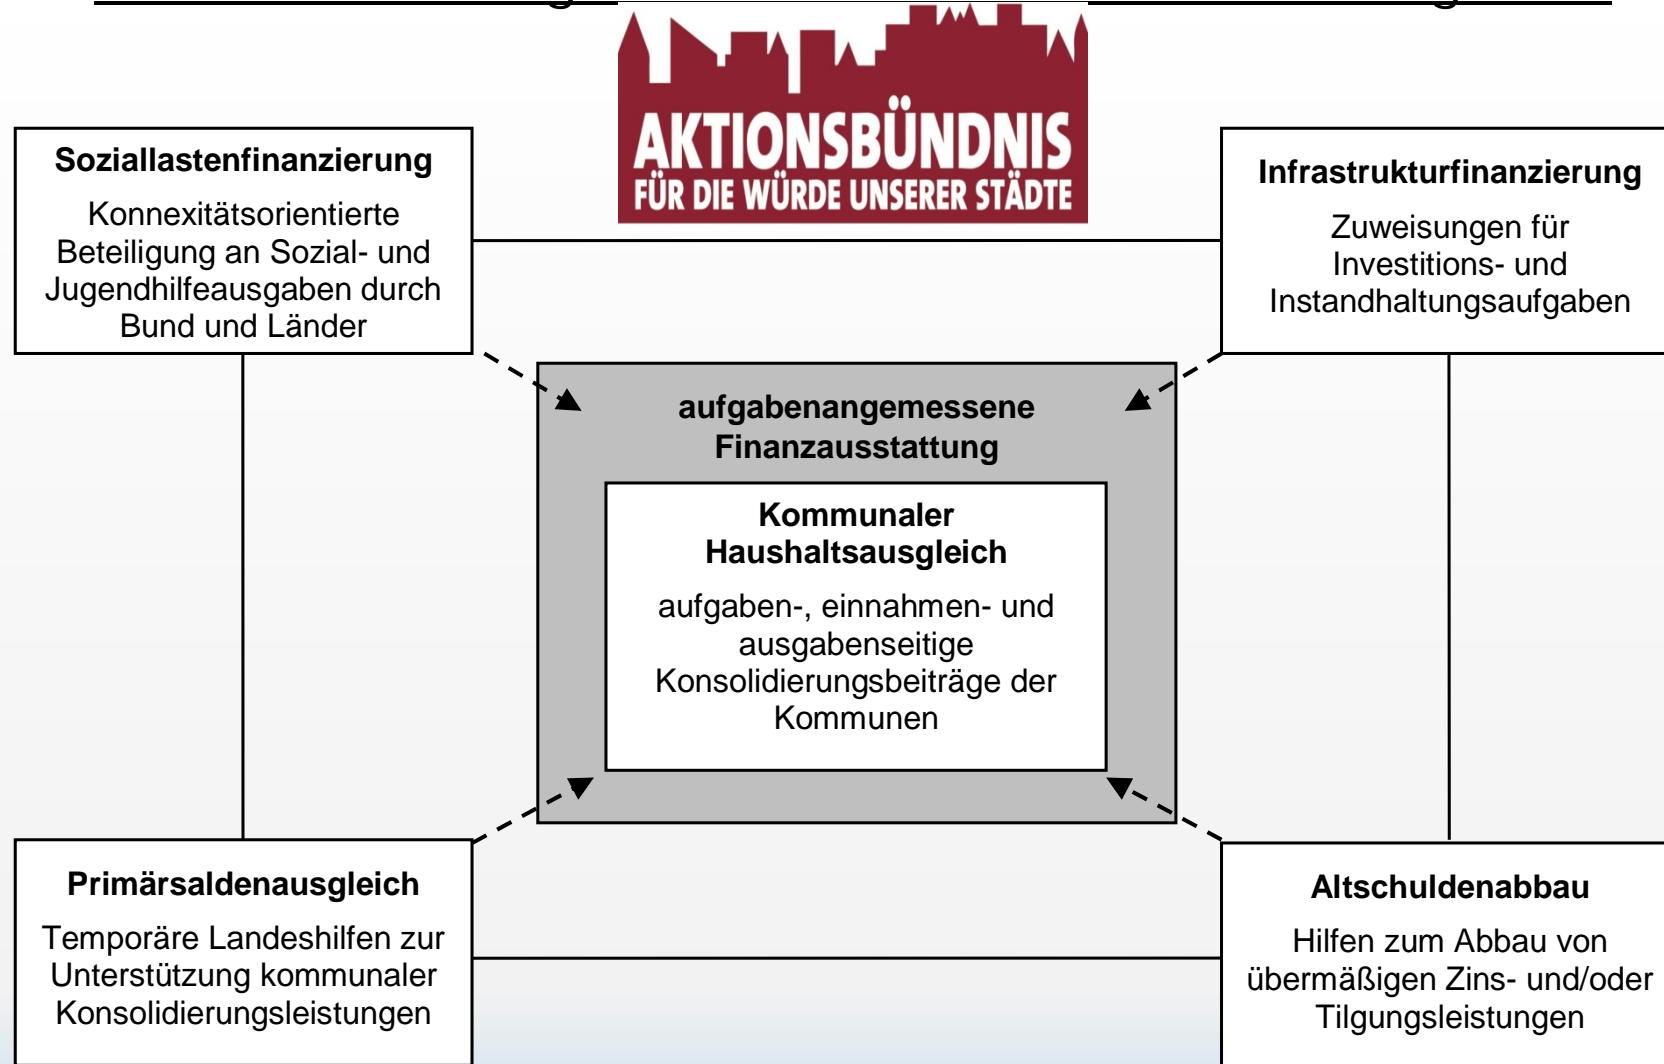 AKTIONSBÜNDNIS
FÜR DIE WÜRDE UNSERER STÄDTE
Soziallastenfinanzierung
Konnexitätsorientierte
Beteiligung an Sozial- und
Jugendhilfeausgaben durch
Bund und Länder
Infrastrukturfinanzierung
Zuweisungen für
Investitions- und
Instandhaltungsaufgaben
aufgabenangemessene
Finanzausstattung
Kommunaler
Haushaltsausgleich
aufgaben-, einnahmen- und
ausgabenseitige
Konsolidierungsbeiträge der
Kommunen
Primärsaldenausgleich
Temporäre Landeshilfen zur
Unterstützung kommunaler
Konsolidierungsleistungen
Altschuldenabbau
Hilfen zum Abbau von
übermäßigen Zins- und/oder
Tilgungsleistungen